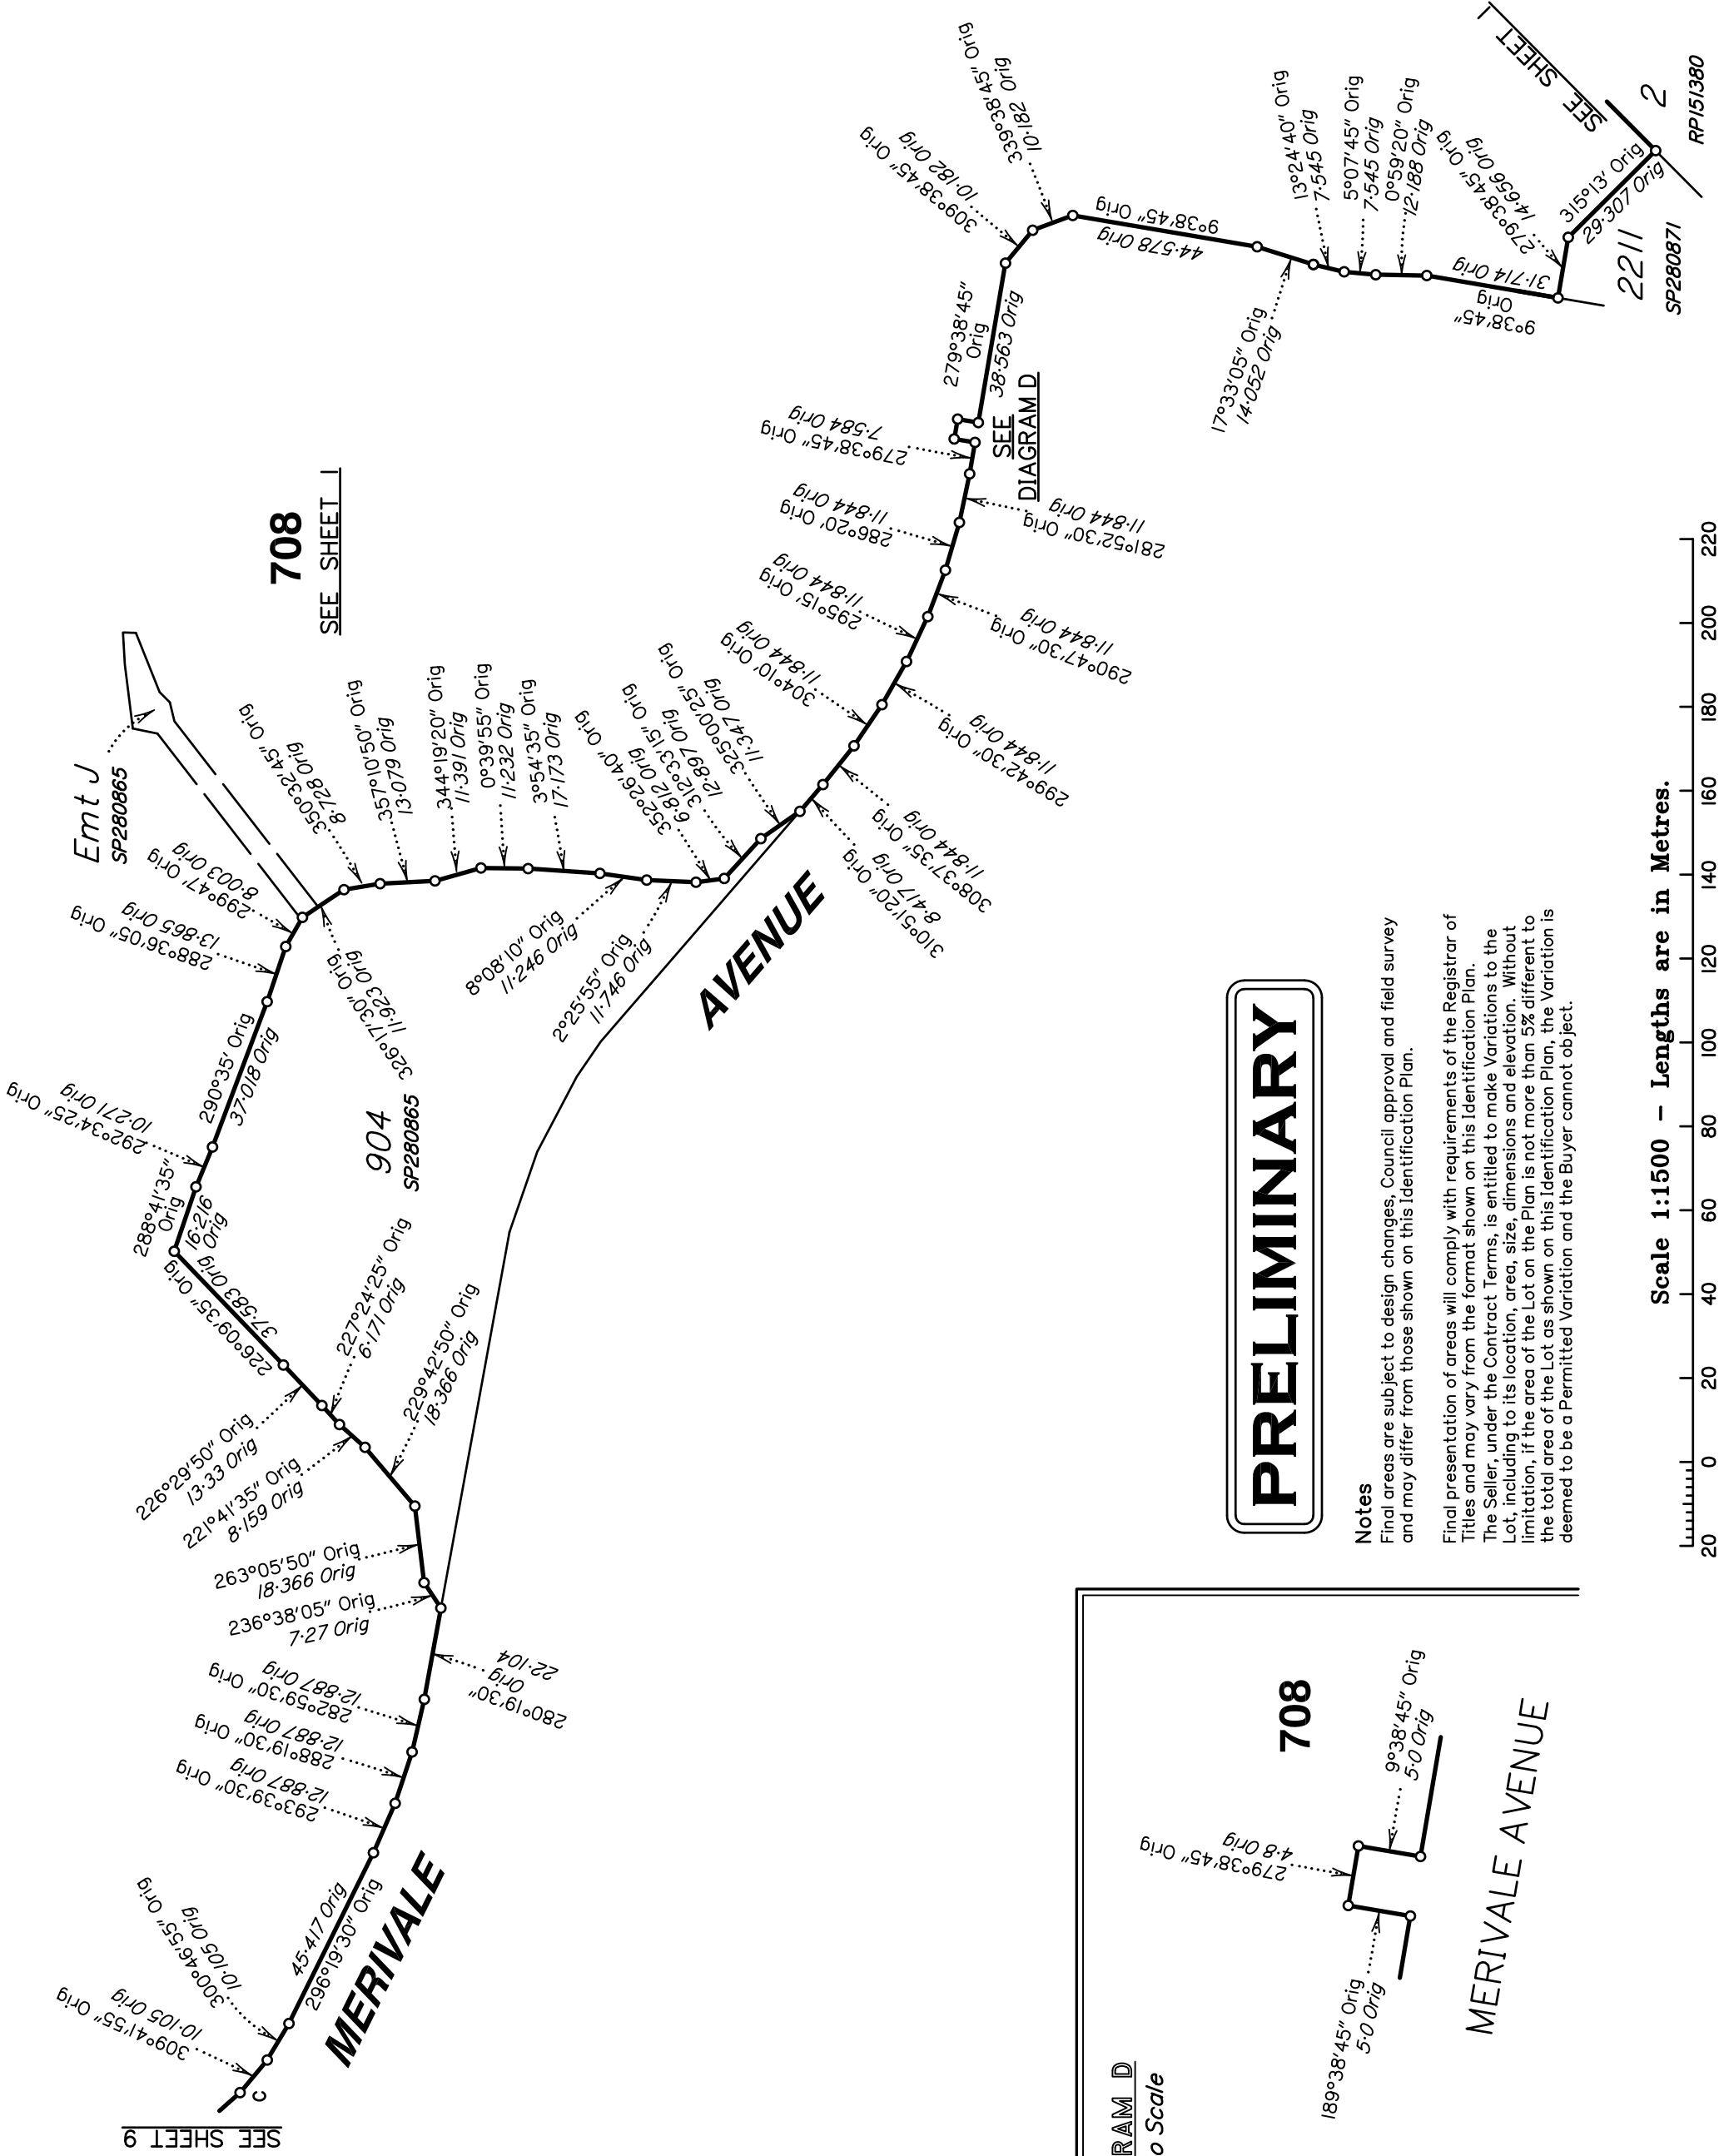 SEE SHEET 9
C
309°41'55" Orig
10·105 Orig
300°46'55" Orig
10·105 Orig
45·417 Orig
296°19'30" Orig
MERIVALE
293°39'30" Orig
12·887 Orig
288°19'30" Orig
12·887 Orig
282°59'30" Orig
12·887 Orig
280°19'30"
Orig
22·104
236°38'05" Orig
7·27 Orig
263°05'50" Orig
18·366 Orig
229°42'50" Orig
18·366 Orig
221°41'35" Orig
8·159 Orig
227°24'25" Orig
6·171 Orig
226°29'50" Orig
13·33 Orig
226°09'35" Orig
37·583 Orig
288°41'35"
Orig
16·216
Orig
292°34'25" Orig
10·271 Orig
290°35' Orig
37·018 Orig
904
SP280865
288°36'05" Orig
13·865 Orig
299°47' Orig
8·003 Orig
Emt J
SP280865
326°17'30" Orig
11·923 Orig
350°32'45" Orig
8·728 Orig
357°10'50" Orig
13·079 Orig
344°19'20" Orig
11·391 Orig
0°39'55" Orig
11·232 Orig
3°54'35" Orig
17·173 Orig
8°08'10" Orig
11·246 Orig
2°25'55" Orig
11·746 Orig
352°26'40" Orig
6·812 Orig
312°33'15" Orig
12·897 Orig
325°00'25" Orig
11·347 Orig
AVENUE
708
SEE SHEET 1
310°51'20" Orig
8·417 Orig
308°37'35" Orig
11·844 Orig
304°10' Orig
11·844 Orig
299°42'30" Orig
11·844 Orig
295°15' Orig
11·844 Orig
290°47'30" Orig
11·844 Orig
286°20' Orig
11·844 Orig
281°52'30" Orig
11·844 Orig
279°38'45" Orig
7·584 Orig
SEE
DIAGRAM D
279°38'45"
Orig
38·563 Orig
309°38'45" Orig
10·182 Orig
339°38'45" Orig
10·182 Orig
9°38'45" Orig
44·578 Orig
17°33'05" Orig
14·052 Orig
13°24'40" Orig
7·545 Orig
5°07'45" Orig
7·545 Orig
0°59'20" Orig
12·188 Orig
9°38'45"
Orig
31·714 Orig
279°38'45" Orig
14·656 Orig
315°13' Orig
29·307 Orig
SEE SHEET 1
2211
SP280871
2
RP151380
PRELIMINARY
Notes
Final areas are subject to design changes, Council approval and field survey
and may differ from those shown on this Identification Plan.
Final presentation of areas will comply with requirements of the Registrar of
Titles and may vary from the format shown on this Identification Plan.
The Seller, under the Contract Terms, is entitled to make Variations to the
Lot, including to its location, area, size, dimensions and elevation. Without
limitation, if the area of the Lot on the Plan is not more than 5% different to
the total area of the Lot as shown on this Identification Plan, the Variation is
deemed to be a Permitted Variation and the Buyer cannot object.
Scale 1:1500 – Lengths are in Metres.
20 0 20 40 60 80 100 120 140 160 180 200 220
RAM D
o Scale
708
189°38'45" Orig
5·0 Orig
279°38'45" Orig
4·8 Orig
9°38'45" Orig
5·0 Orig
MERIVALE AVENUE